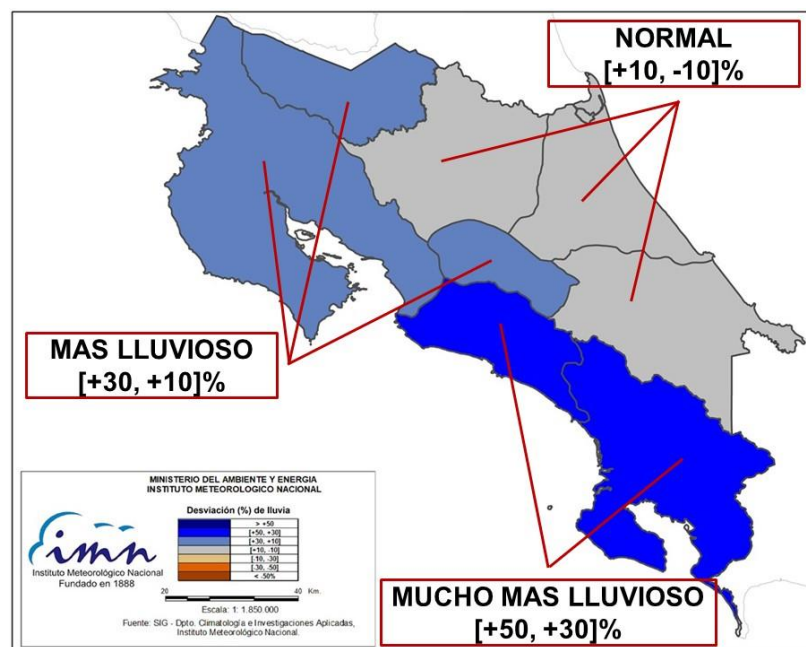 NORMAL
[+10, -10]%
MAS LLUVIOSO
[+30, +10]%
MINISTERIO DEL AMBIENTE Y ENERGIA
INSTITUTO METEOROLOGICO NACIONAL
Desviación (%) de lluvia
> +50
[+50, +30]
[+30, +10]
[+10, -10]
[-10, -30]
[-30, -50]
< -50%
imn
Instituto Meteorológico Nacional
Fundado en 1888
20 0 40 Km.
Escala: 1: 1.850.000
Fuente: SIG - Dpto. Climatología e Investigaciones Aplicadas,
Instituto Meteorológico Nacional.
MUCHO MAS LLUVIOSO
[+50, +30]%